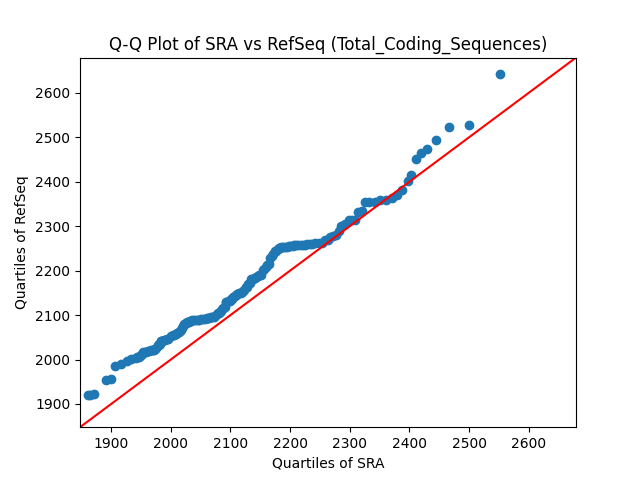 Q-Q Plot of SRA vs RefSeq (Total_Coding_Sequences)
Quartiles of RefSeq
2600
2500
2400
2300
2200
2100
2000
1900
1900 2000 2100 2200 2300 2400 2500 2600
Quartiles of SRA